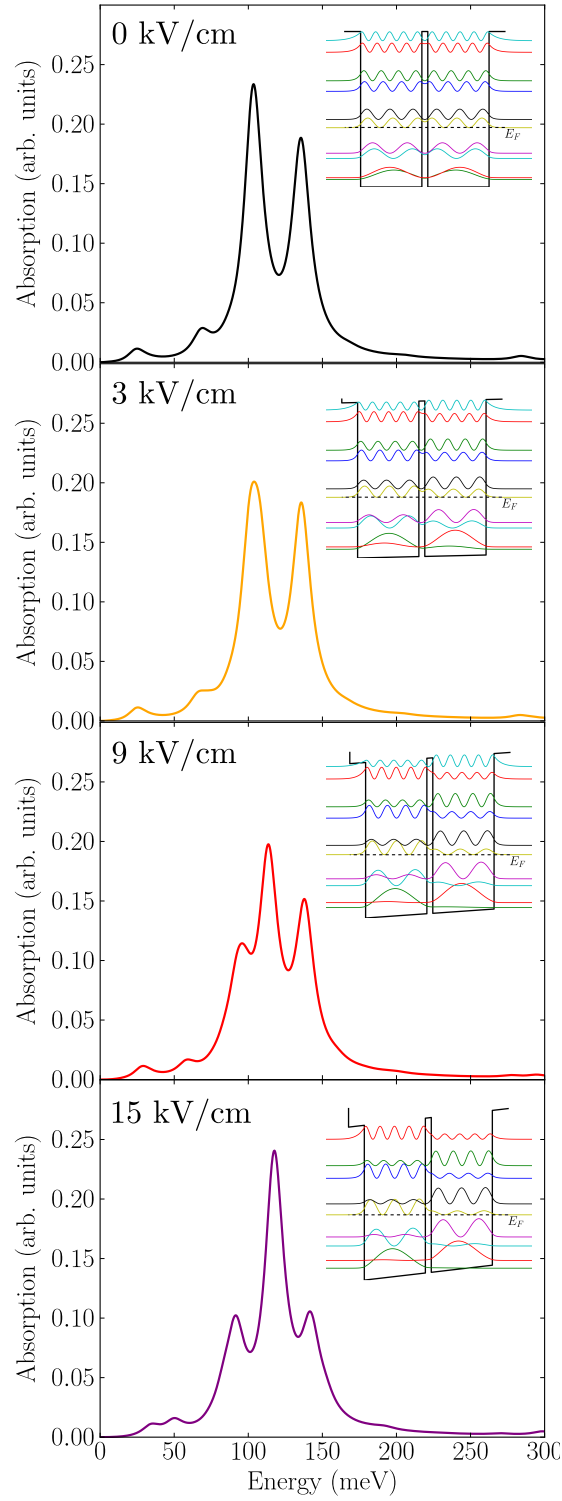 0 kV/cm
Absorption (arb. units)
0.25
0.20
0.15
0.10
0.05
0.00
E_F
3 kV/cm
Absorption (arb. units)
0.25
0.20
0.15
0.10
0.05
0.00
E_F
9 kV/cm
Absorption (arb. units)
0.25
0.20
0.15
0.10
0.05
0.00
E_F
15 kV/cm
Absorption (arb. units)
0.25
0.20
0.15
0.10
0.05
0.00
E_F
0 50 100 150 200 250 300
Energy (meV)